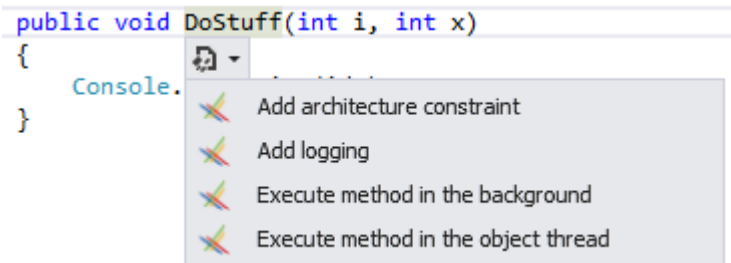 public void DoStuff(int i, int x)
{
Console.
}
Add architecture constraint
Add logging
Execute method in the background
Execute method in the object thread